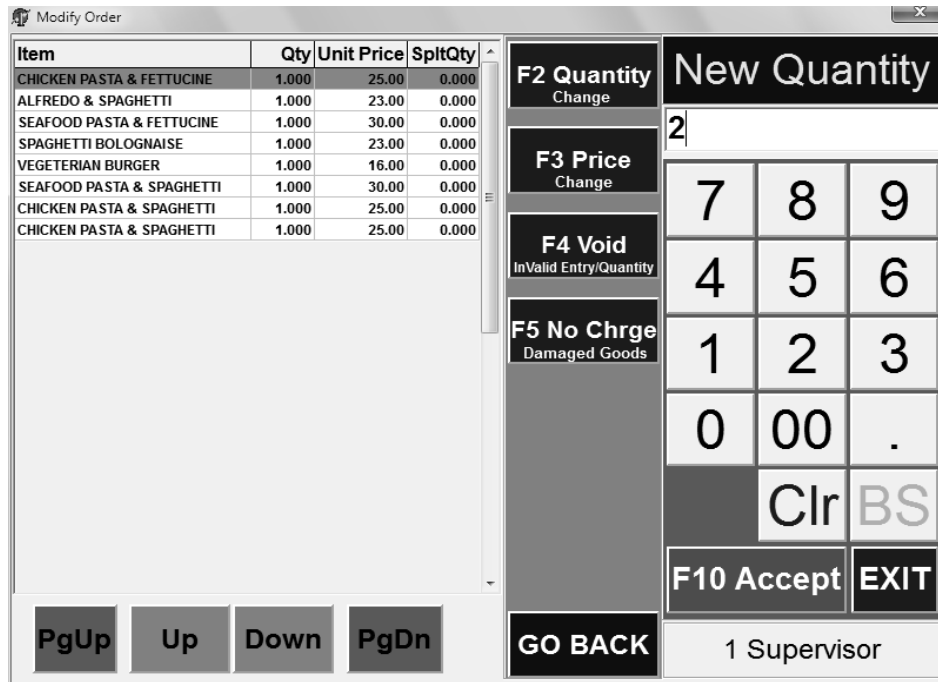 Modify Order
x
Item Qty Unit Price SpltQty
CHICKEN PASTA & FETTUCINE 1.000 25.00 0.000
ALFREDO & SPAGHETTI 1.000 23.00 0.000
SEAFOOD PASTA & FETTUCINE 1.000 30.00 0.000
SPAGHETTI BOLOGNAISE 1.000 23.00 0.000
VEGETERIAN BURGER 1.000 16.00 0.000
SEAFOOD PASTA & SPAGHETTI 1.000 30.00 0.000
CHICKEN PASTA & SPAGHETTI 1.000 25.00 0.000
CHICKEN PASTA & SPAGHETTI 1.000 25.00 0.000
PgUp Up Down PgDn
F2 Quantity
Change
F3 Price
Change
F4 Void
InValid Entry/Quantity
F5 No Chrge
Damaged Goods
GO BACK
New Quantity
2
7 8 9
4 5 6
1 2 3
0 00 .
Clr BS
F10 Accept EXIT
1 Supervisor